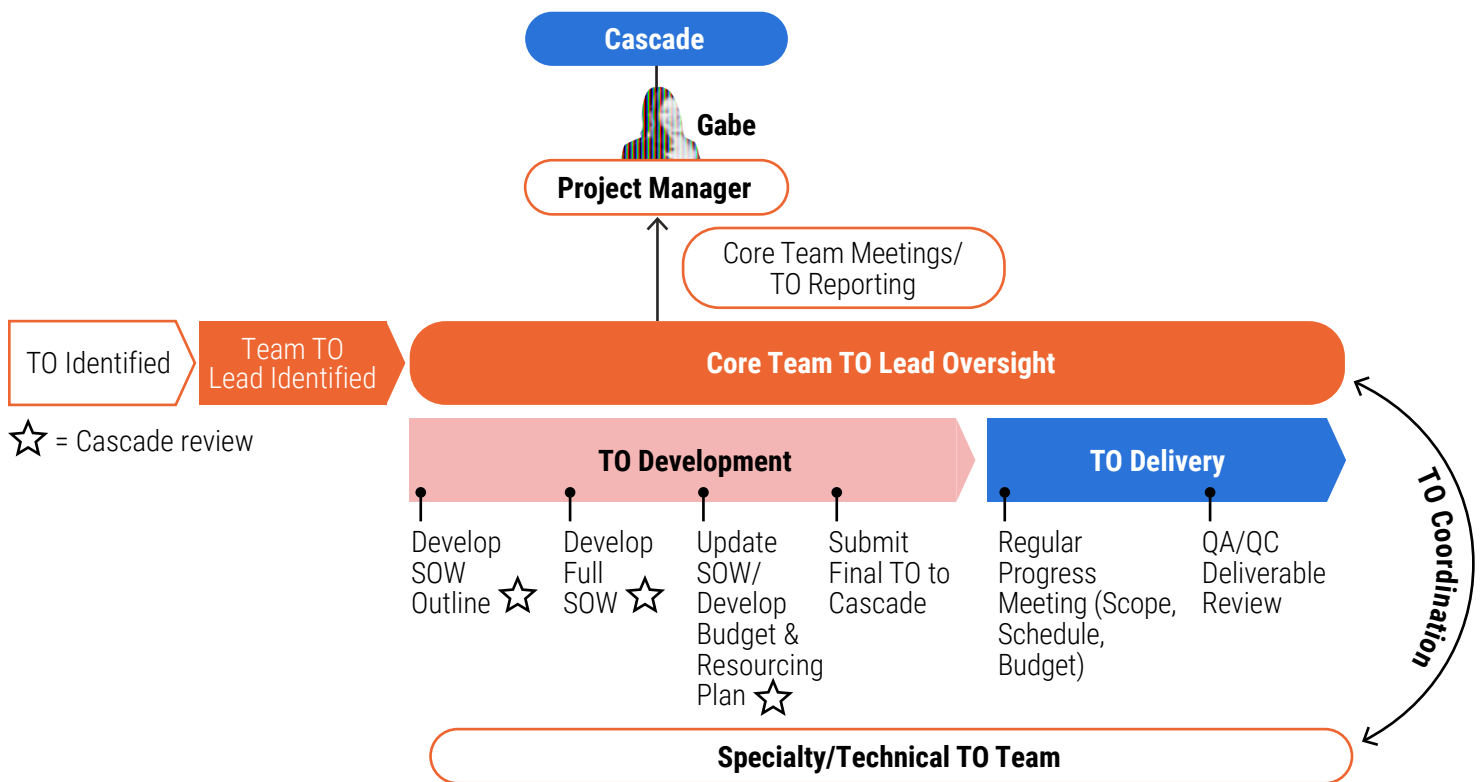 Cascade
Gabe
Project Manager
Core Team Meetings/
TO Reporting
TO Identified
Team TO
Lead Identified
Core Team TO Lead Oversight
= Cascade review
TO Development
TO Delivery
Develop
SOW
Outline
Develop
Full
SOW
Update
SOW/
Develop
Budget &
Resourcing
Plan
Submit
Final TO to
Cascade
Regular
Progress
Meeting (Scope,
Schedule,
Budget)
QA/QC
Deliverable
Review
TO Coordination
Specialty/Technical TO Team